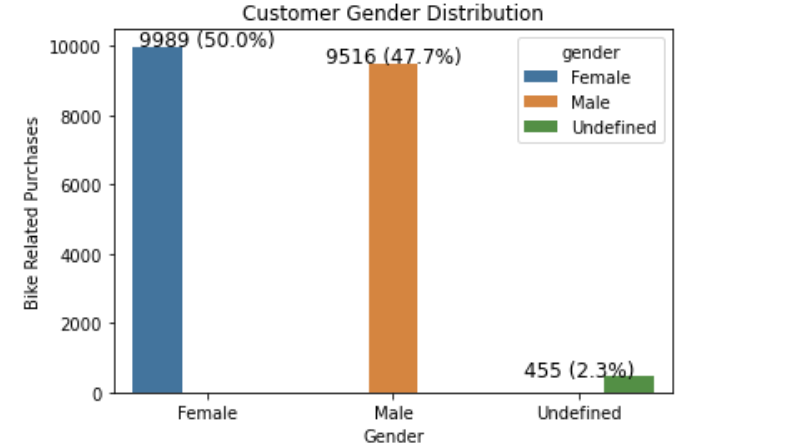 Customer Gender Distribution
9989 (50.0%)
9516 (47.7%)
455 (2.3%)
gender
Female
Male
Undefined
10000
8000
6000
4000
2000
0
Bike Related Purchases
Female
Male
Undefined
Gender